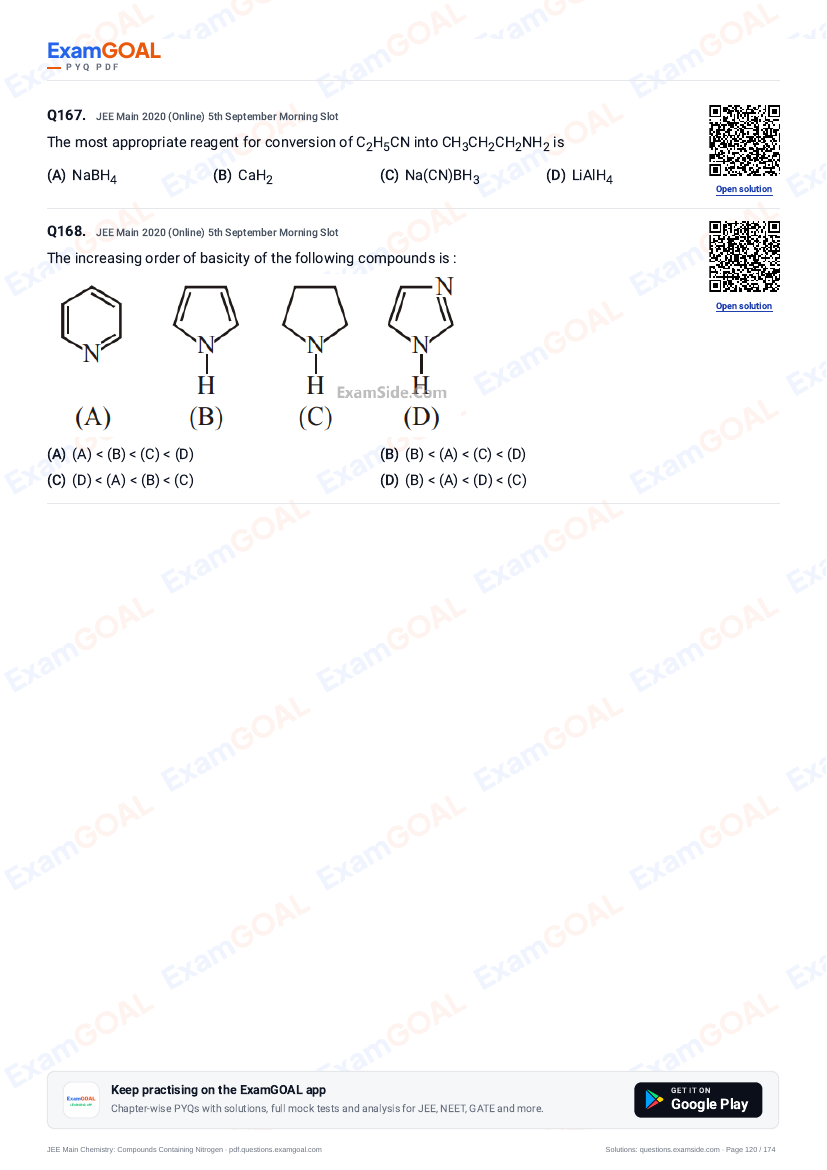 ExamGOAL
PYQ PDF
Q167. JEE Main 2020 (Online) 5th September Morning Slot
The most appropriate reagent for conversion of C2H5CN into CH3CH2CH2NH2 is
(A) NaBH4 (B) CaH2 (C) Na(CN)BH3 (D) LiAlH4
Open solution
Q168. JEE Main 2020 (Online) 5th September Morning Slot
The increasing order of basicity of the following compounds is :
Open solution
N
N N N N
H H H H
ExamSide.Com
(A) (B) (C) (D)
(A) (A) < (B) < (C) < (D) (B) (B) < (A) < (C) < (D)
(C) (D) < (A) < (B) < (C) (D) (B) < (A) < (D) < (C)
Keep practising on the ExamGOAL app
Chapter-wise PYQs with solutions, full mock tests and analysis for JEE, NEET, GATE and more.
ExamGOAL
GET IT ON
Google Play
JEE Main Chemistry: Compounds Containing Nitrogen · pdf.questions.examgoal.com
Solutions: questions.examside.com · Page 120 / 174